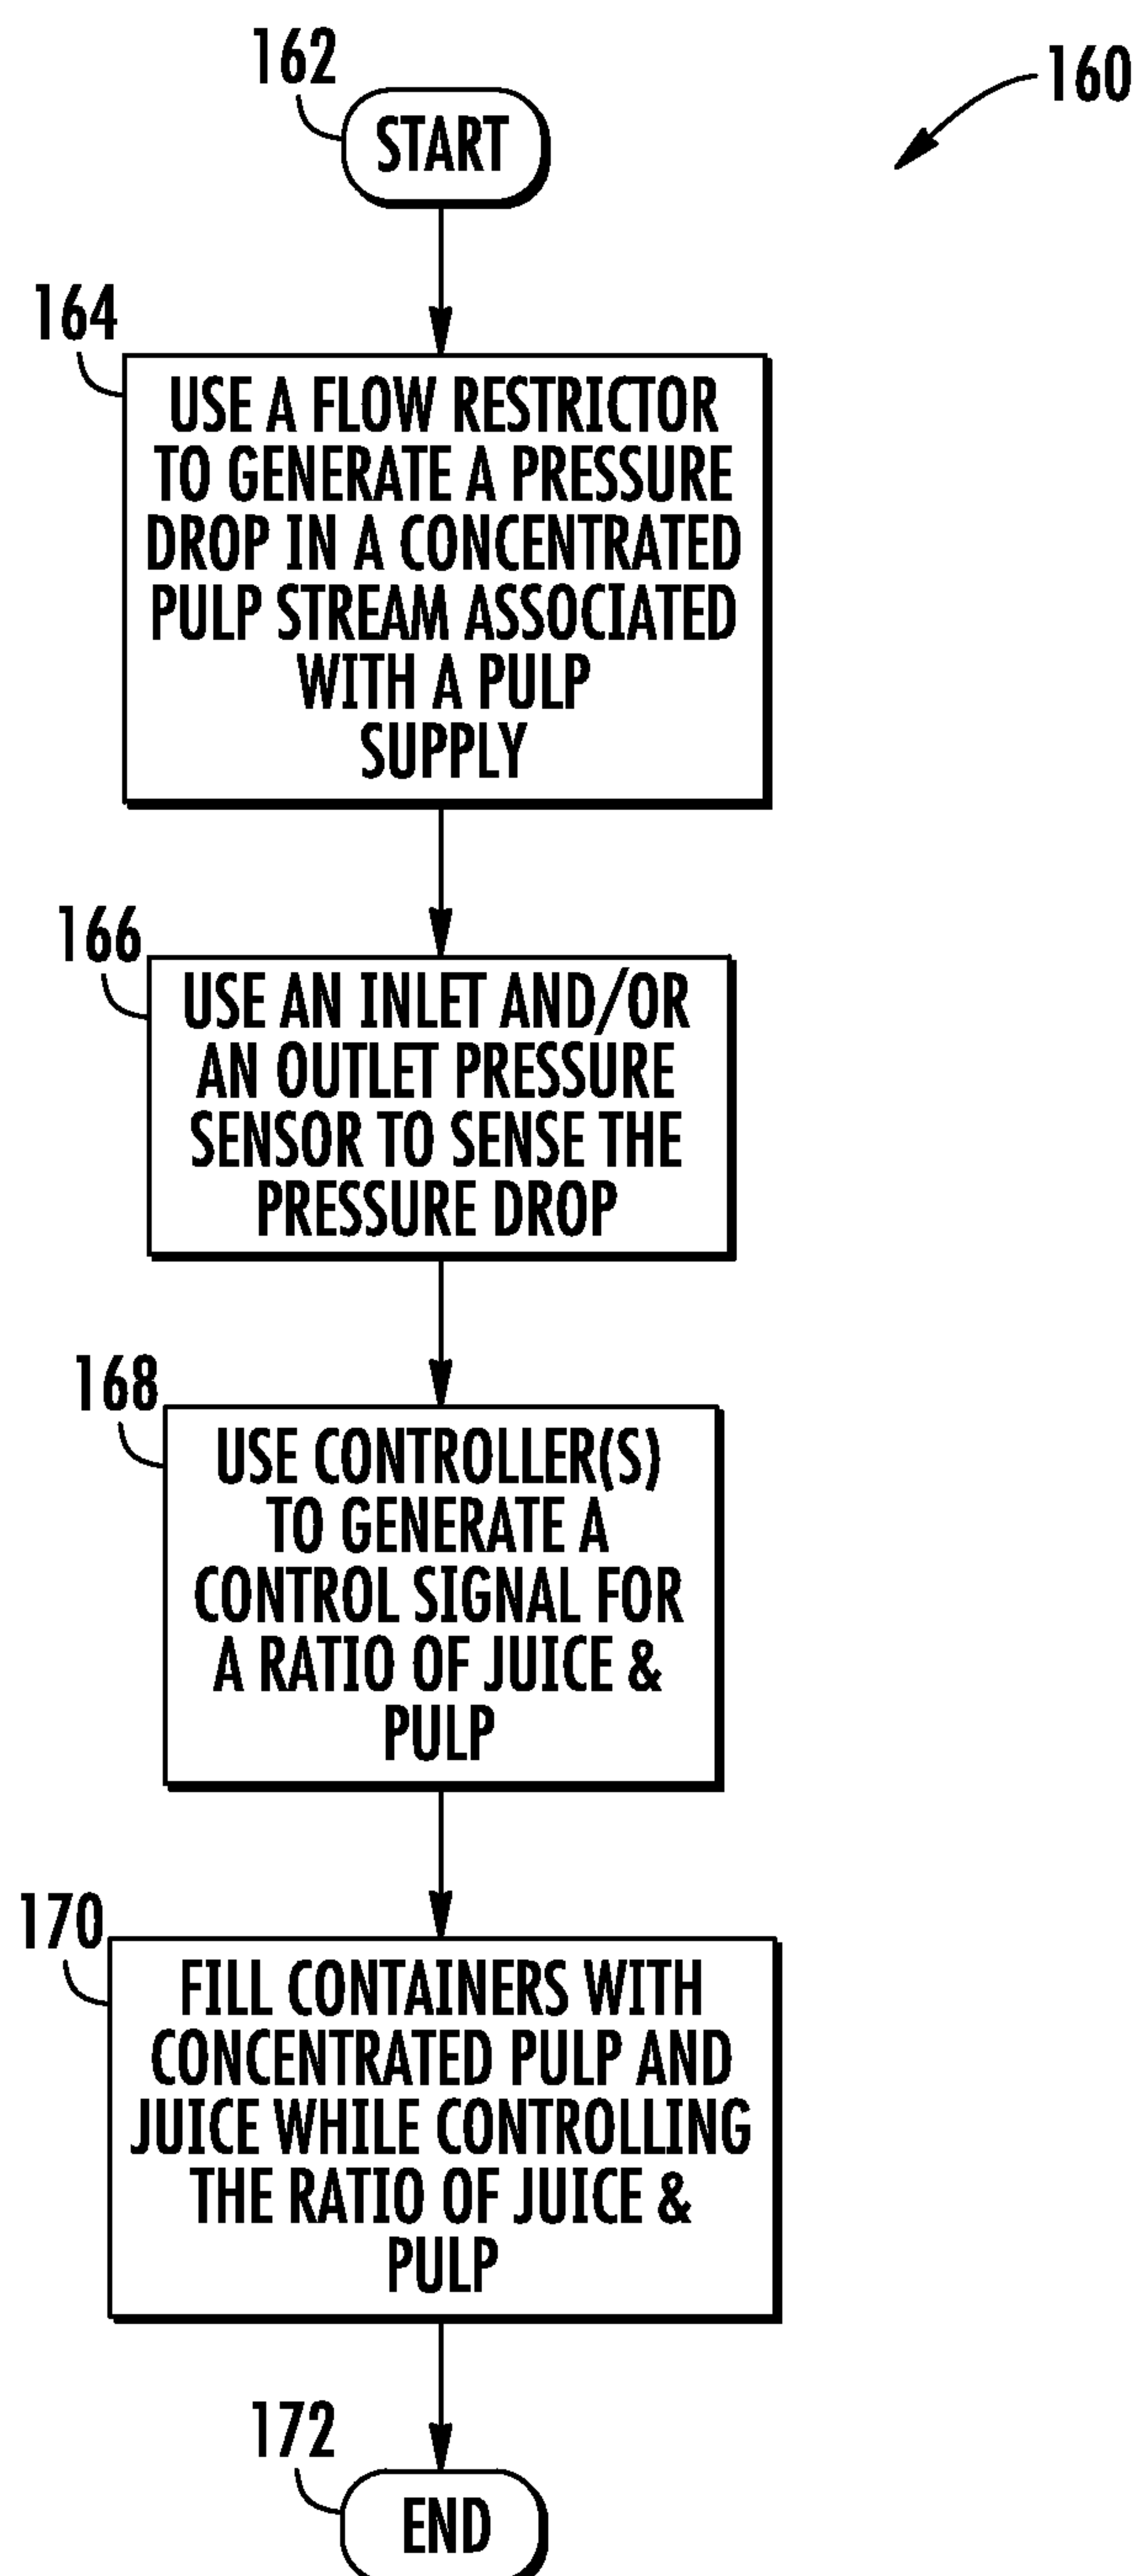 162
160
START
164
USE A FLOW RESTRICTOR
TO GENERATE A PRESSURE
DROP IN A CONCENTRATED
PULP STREAM ASSOCIATED
WITH A PULP
SUPPLY
166
USE AN INLET AND/OR
AN OUTLET PRESSURE
SENSOR TO SENSE THE
PRESSURE DROP
168
USE CONTROLLER(S)
TO GENERATE A
CONTROL SIGNAL FOR
A RATIO OF JUICE &
PULP
170
FILL CONTAINERS WITH
CONCENTRATED PULP AND
JUICE WHILE CONTROLLING
THE RATIO OF JUICE &
PULP
172
END